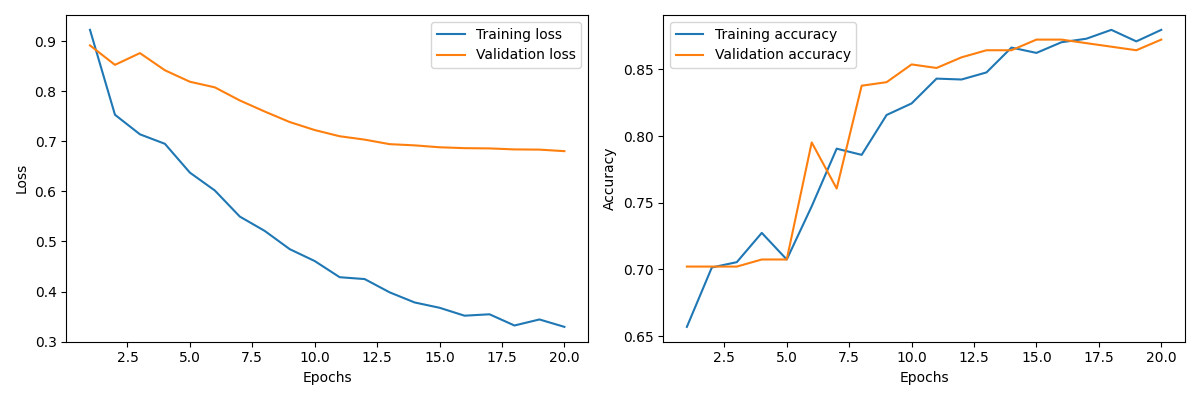 Training loss
Validation loss
Loss
0.9
0.8
0.7
0.6
0.5
0.4
0.3
2.5 5.0 7.5 10.0 12.5 15.0 17.5 20.0
Epochs
Training accuracy
Validation accuracy
Accuracy
0.85
0.80
0.75
0.70
0.65
2.5 5.0 7.5 10.0 12.5 15.0 17.5 20.0
Epochs